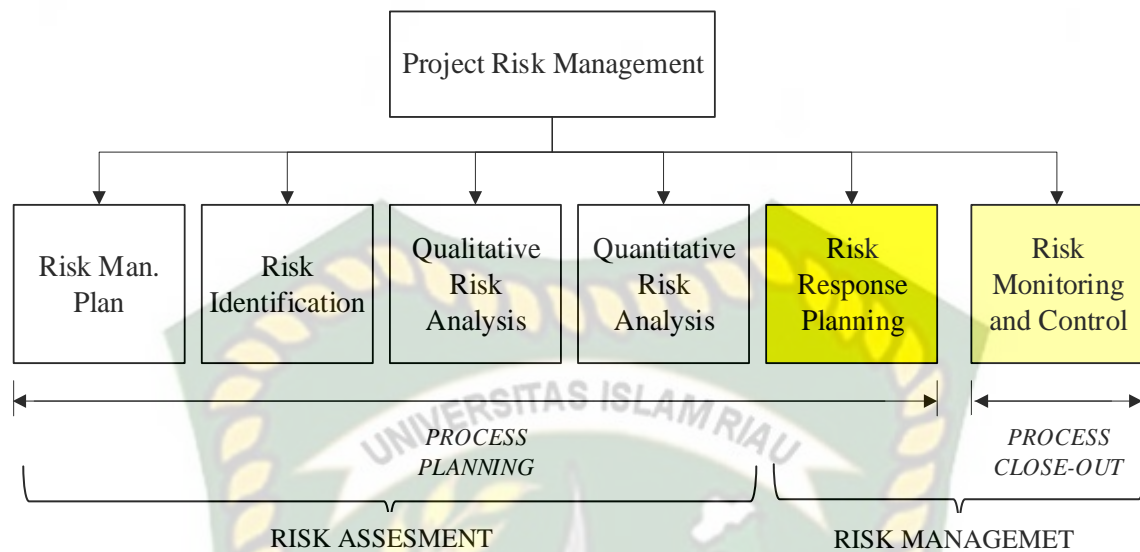 Project Risk Management
Risk Man.
Plan
Risk
Identification
Qualitative
Risk
Analysis
Quantitative
Risk
Analysis
Risk
Response
Planning
Risk
Monitoring
and Control
UNIVERSITAS ISLAM RIAU
PROCESS
PLANNING
PROCESS
CLOSE-OUT
RISK ASSESMENT
RISK MANAGEMET